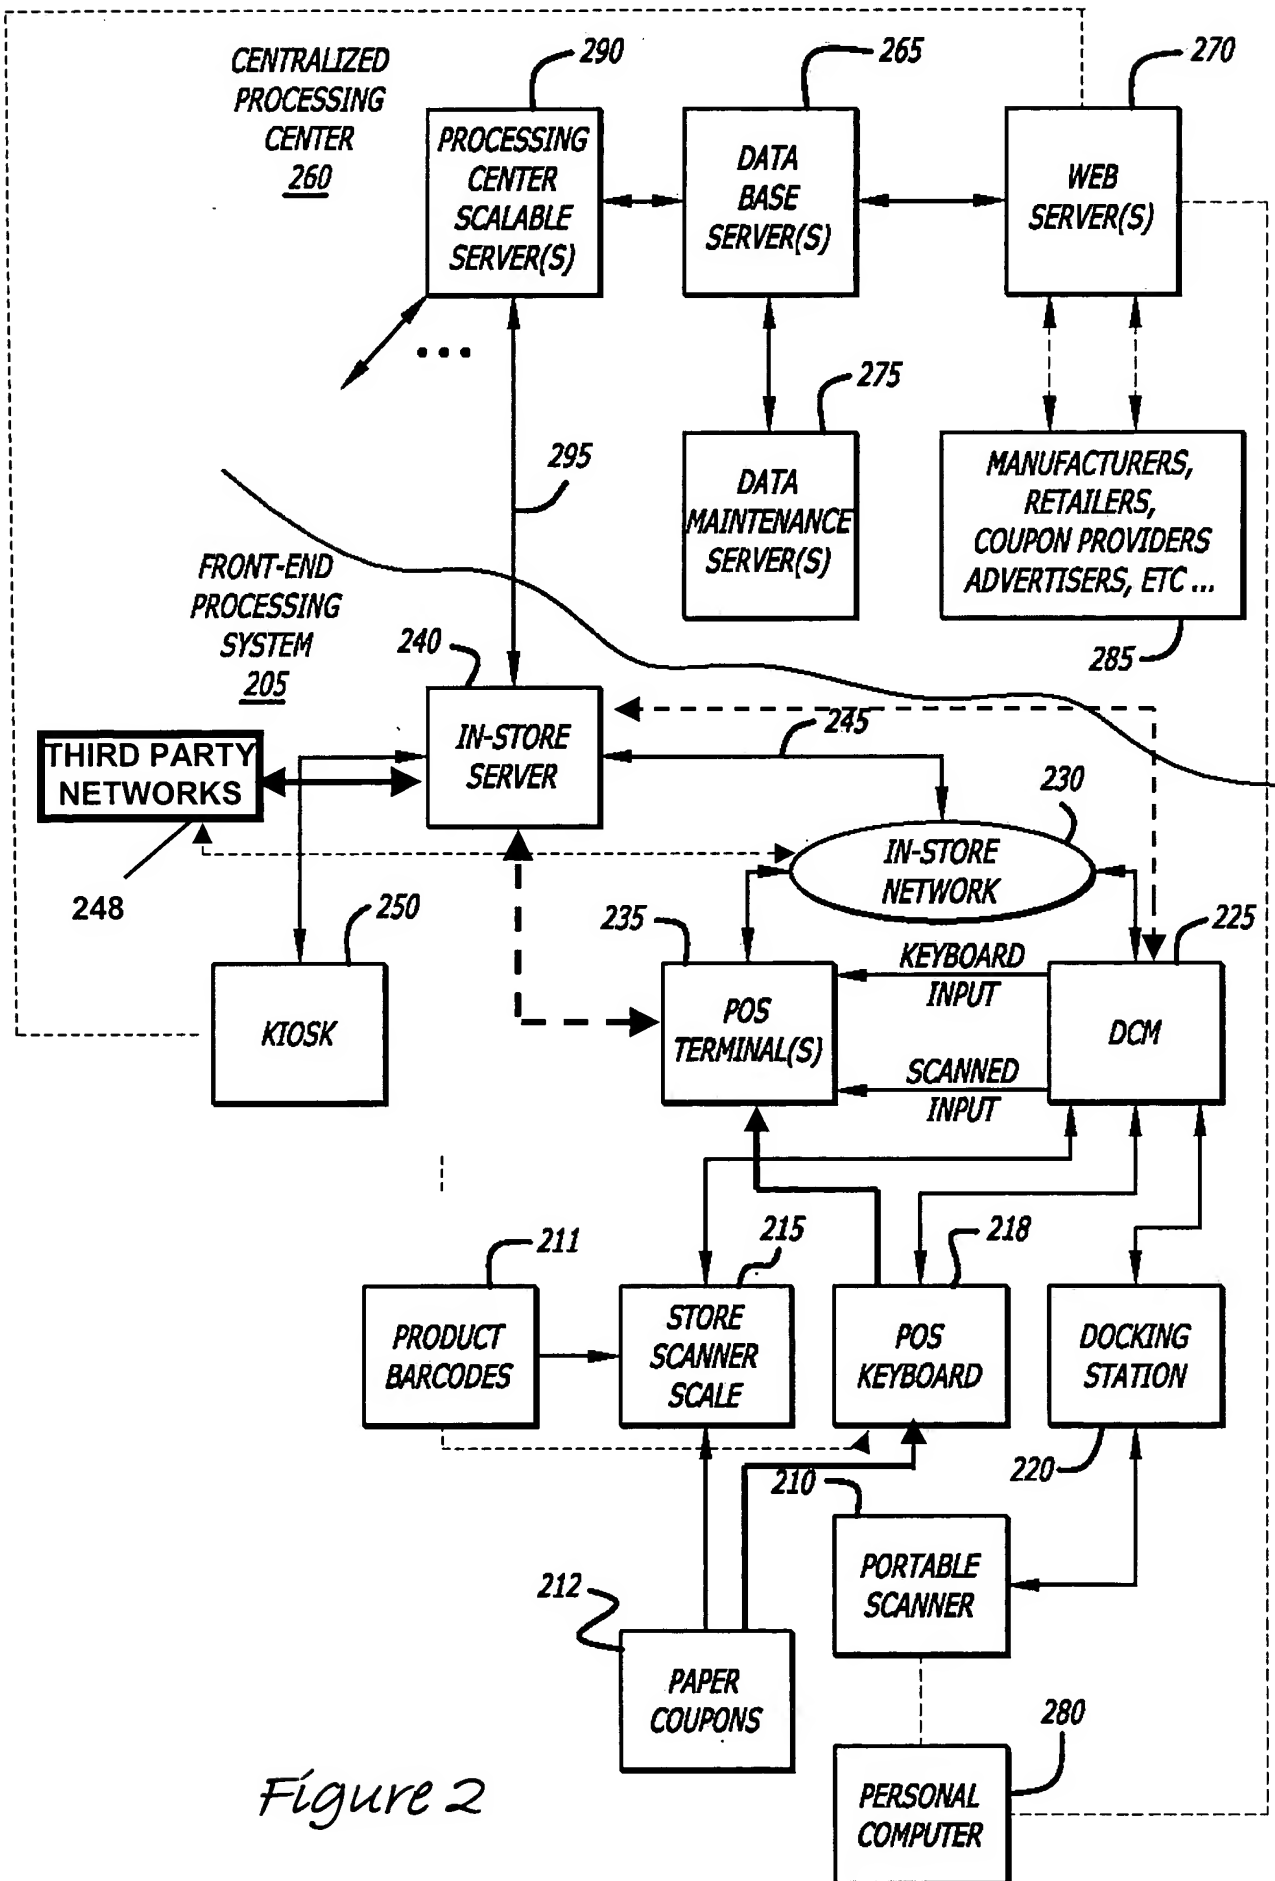 CENTRALIZED
PROCESSING
CENTER
260
290
265
270
PROCESSING
CENTER
SCALABLE
SERVER(S)
DATA
BASE
SERVER(S)
WEB
SERVER(S)
...
275
295
DATA
MAINTENANCE
SERVER(S)
MANUFACTURERS,
RETAILERS,
COUPON PROVIDERS
ADVERTISERS, ETC ...
285
FRONT-END
PROCESSING
SYSTEM
205
240
IN-STORE
SERVER
245
THIRD PARTY
NETWORKS
248
230
IN-STORE
NETWORK
250
235
225
KIOSK
POS
TERMINAL(S)
KEYBOARD
INPUT
SCANNED
INPUT
DCM
211
215
218
PRODUCT
BARCODES
STORE
SCANNER
SCALE
POS
KEYBOARD
DOCKING
STATION
220
210
PORTABLE
SCANNER
212
PAPER
COUPONS
280
PERSONAL
COMPUTER
Figure 2